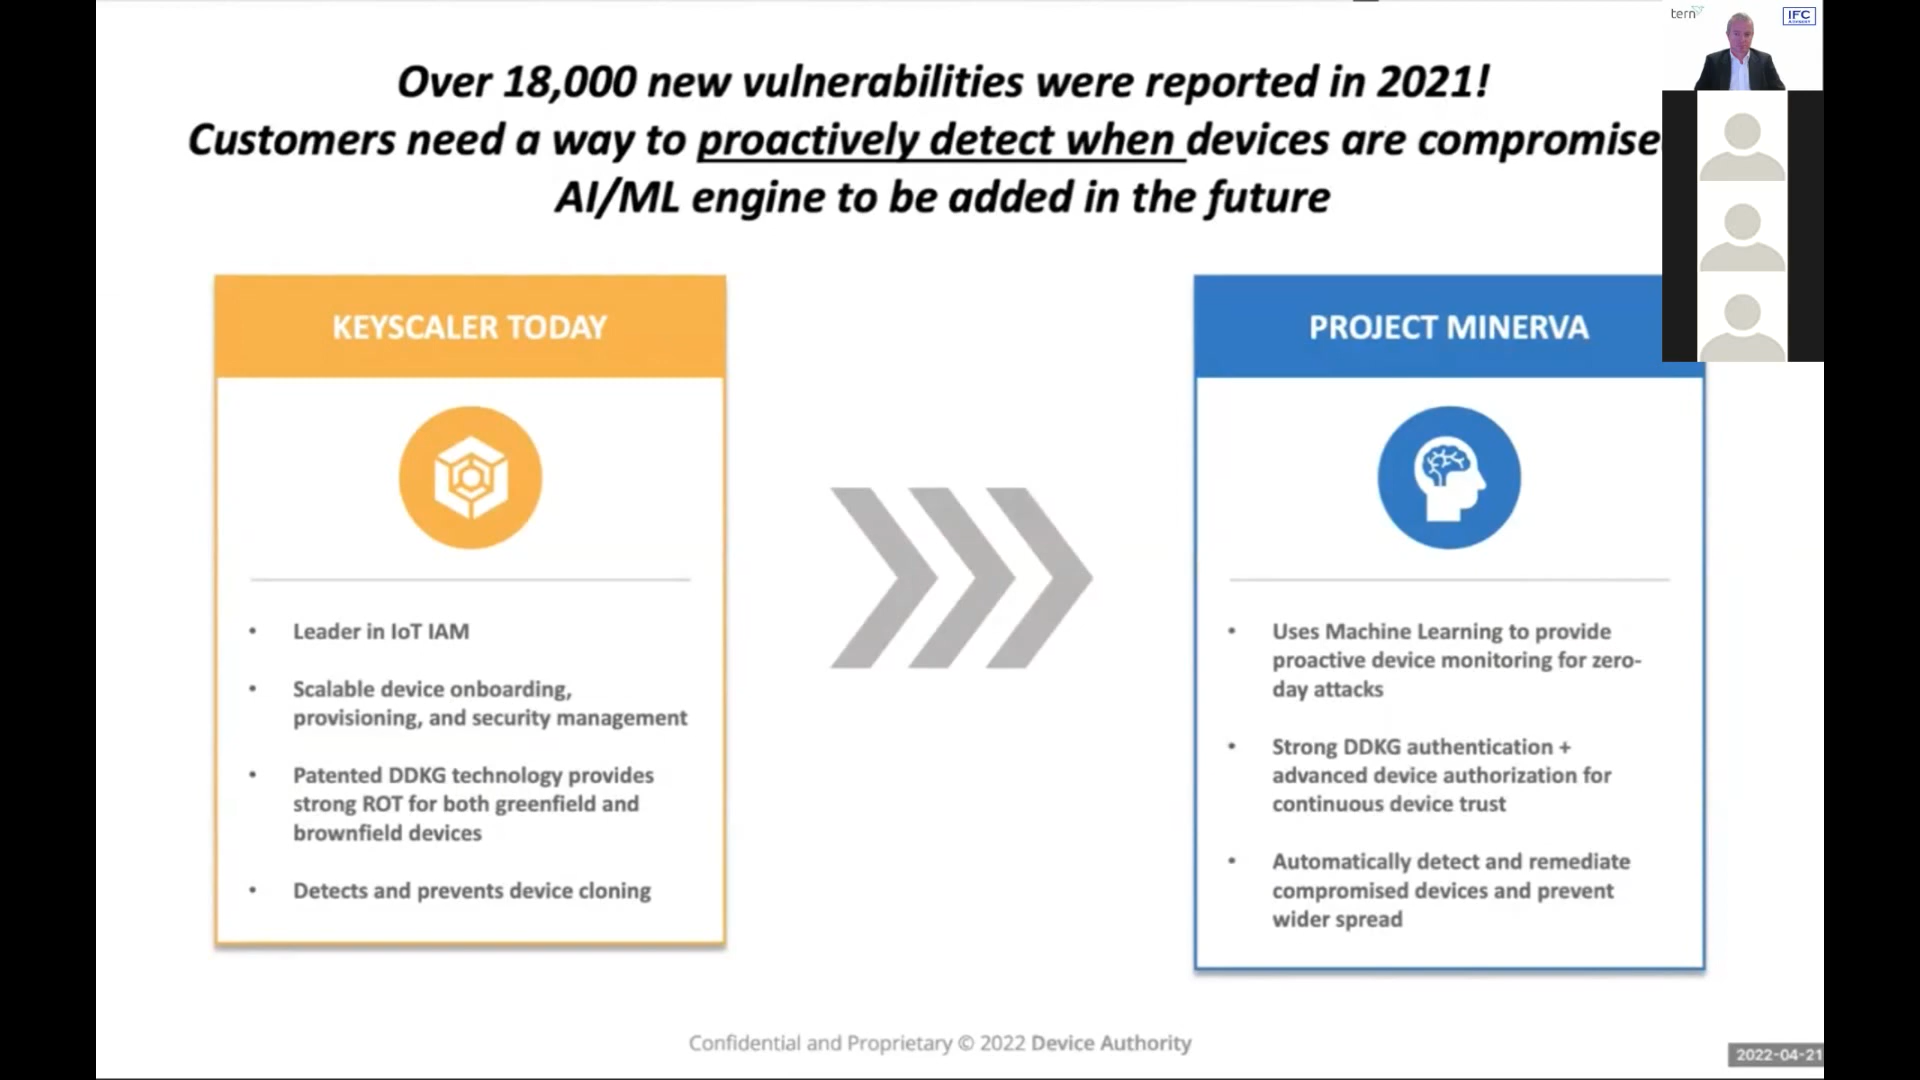 tern
IFC
Over 18,000 new vulnerabilities were reported in 2021!
Customers need a way to proactively detect when devices are compromise
AI/ML engine to be added in the future
KEYSCALER TODAY
• Leader in IoT IAM
• Scalable device onboarding,
provisioning, and security management
• Patented DDKG technology provides
strong ROT for both greenfield and
brownfield devices
• Detects and prevents device cloning
PROJECT MINERVA
• Uses Machine Learning to provide
proactive device monitoring for zero-
day attacks
• Strong DDKG authentication +
advanced device authorization for
continuous device trust
• Automatically detect and remediate
compromised devices and prevent
wider spread
Confidential and Proprietary © 2022 Device Authority
2022-04-21